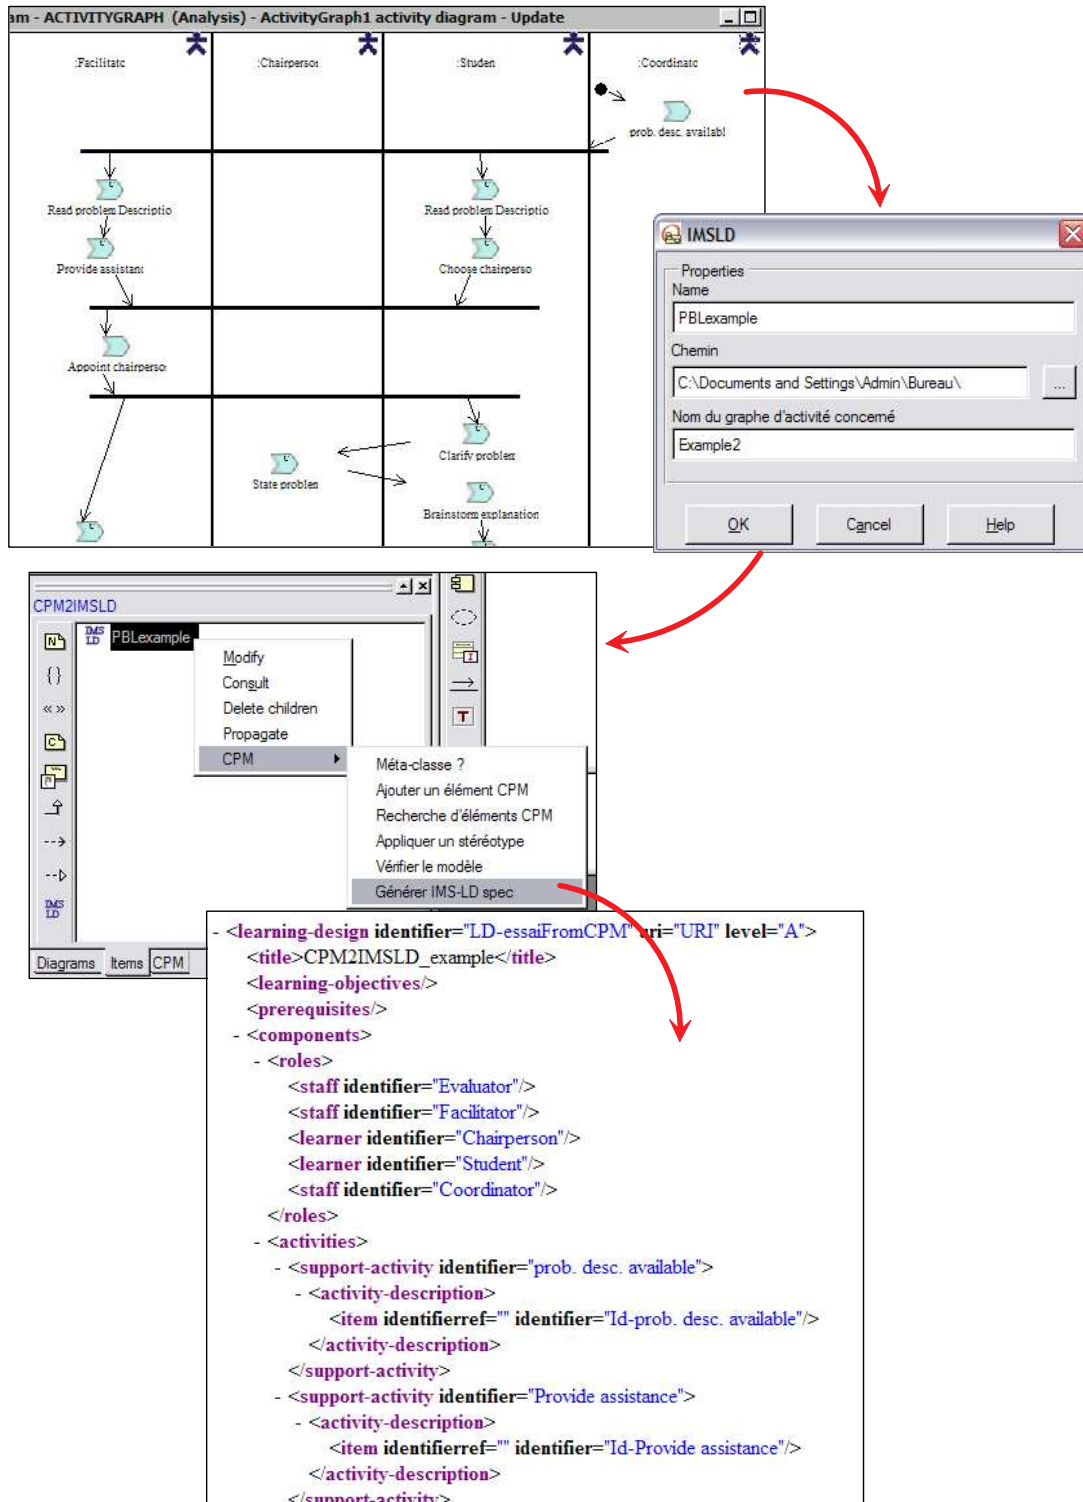 am - ACTIVITYGRAPH (Analysis) - ActivityGraph1 activity diagram - Update
:Facilitatc
:Chairperson
:Studen
:Coordinatc
prob. desc. availabl
Read problem Descriptio
Read problem Descriptio
Provide assistanc
Choose chairperso
Appoint chairperso
Clarify problem
State problem
Brainstorm explanation
IMSLD
Properties
Name
PBLexample
Chemin
C:\Documents and Settings\Admin\Bureau\
...
Nom du graphe d'activité concerné
Example2
OK
Cancel
Help
CPM2IMSLD
IMS LD PBLexample
Modify
Consult
Delete children
Propagate
CPM
Méta-classe ?
Ajouter un élément CPM
Recherche d'éléments CPM
Appliquer un stéréotype
Vérifier le modèle
Générer IMS-LD spec
N
{}
« »
C
T
IMS LD
Diagrams Items CPM
- <learning-design identifier="LD-essaiFromCPM" uri="URI" level="A">
<title>CPM2IMSLD_example</title>
<learning-objectives/>
<prerequisites/>
- <components>
- <roles>
<staff identifier="Evaluator"/>
<staff identifier="Facilitator"/>
<learner identifier="Chairperson"/>
<learner identifier="Student"/>
<staff identifier="Coordinator"/>
</roles>
- <activities>
- <support-activity identifier="prob. desc. available">
- <activity-description>
<item identifierref="" identifier="Id-prob. desc. available"/>
</activity-description>
</support-activity>
- <support-activity identifier="Provide assistance">
- <activity-description>
<item identifierref="" identifier="Id-Provide assistance"/>
</activity-description>
</support-activity>